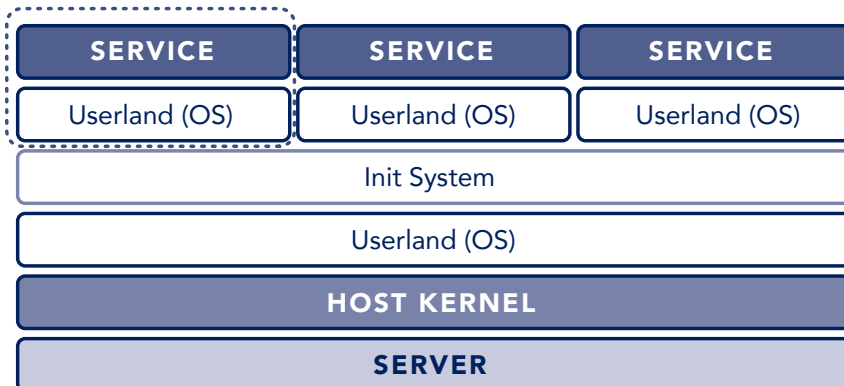 SERVICE SERVICE SERVICE
Userland (OS) Userland (OS) Userland (OS)
Init System
Userland (OS)
HOST KERNEL
SERVER